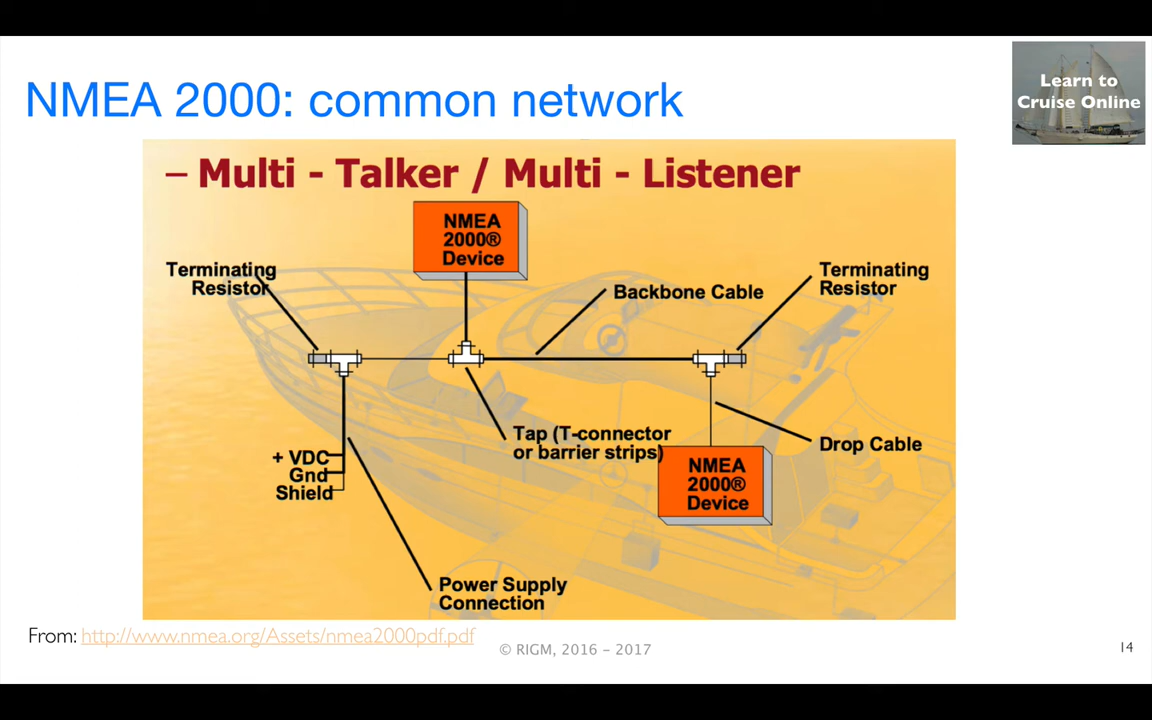 NMEA 2000: common network
Learn to
Cruise Online
– Multi - Talker / Multi - Listener
NMEA
2000®
Device
Terminating
Resistor
Backbone Cable
Terminating
Resistor
Tap (T-connector
or barrier strips)
Drop Cable
+ VDC
Gnd
Shield
NMEA
2000®
Device
Power Supply
Connection
From: http://www.nmea.org/Assets/nmea2000pdf.pdf
© RIGM, 2016 – 2017
14